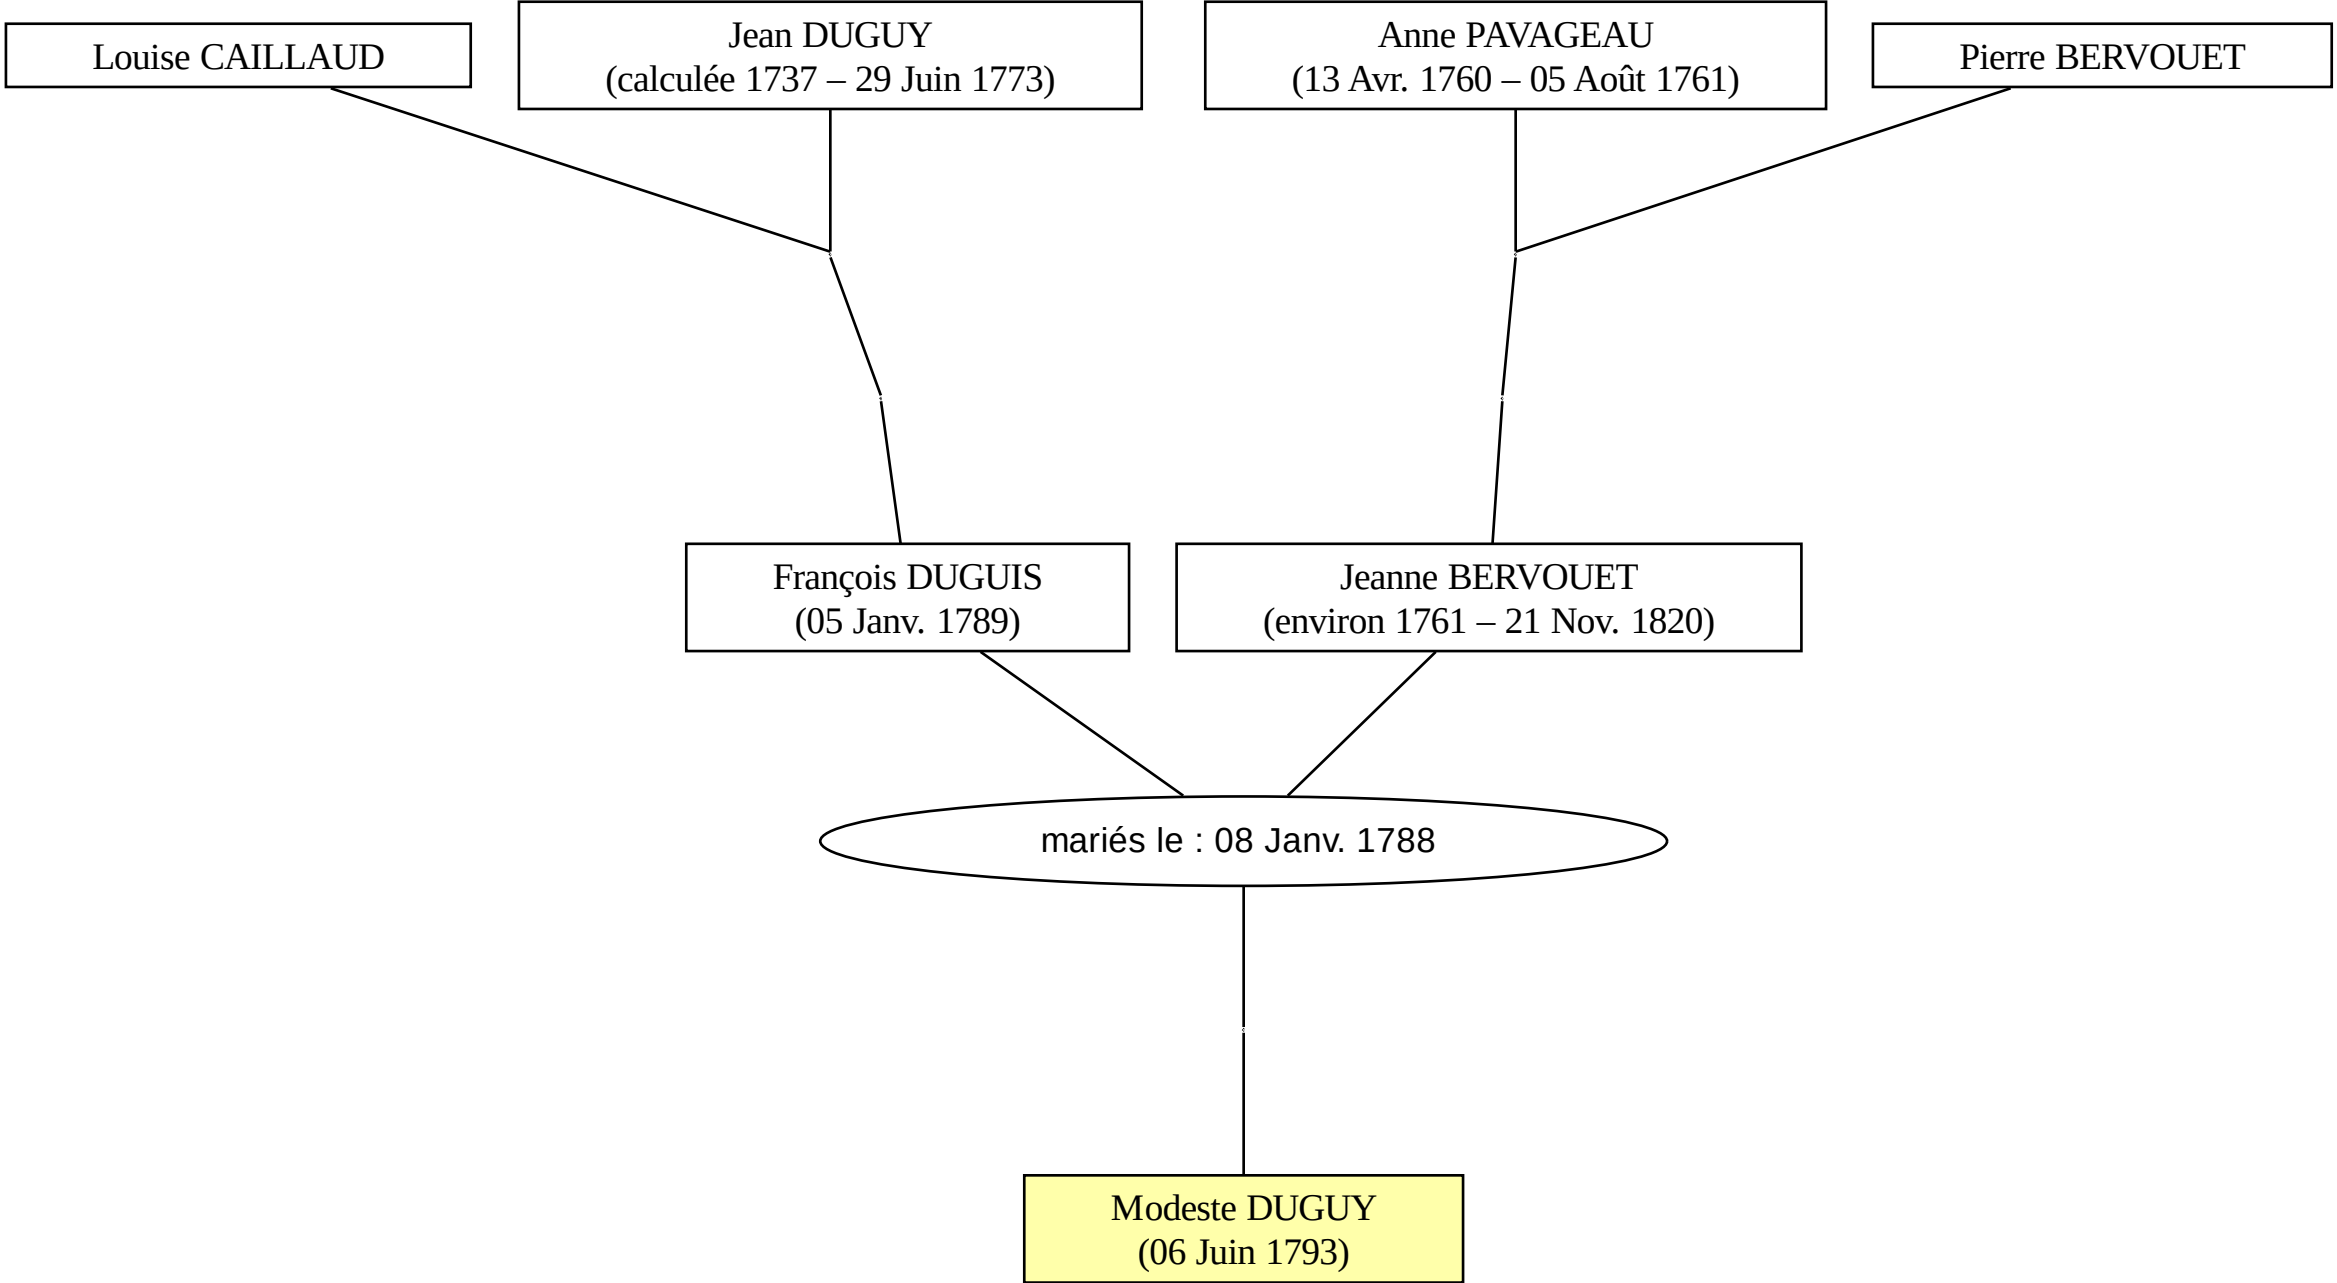 Louise CAILLAUD
Jean DUGUY
(calculée 1737 – 29 Juin 1773)
Anne PAVAGEAU
(13 Avr. 1760 – 05 Août 1761)
Pierre BERVOUET
François DUGUIS
(05 Janv. 1789)
Jeanne BERVOUET
(environ 1761 – 21 Nov. 1820)
mariés le : 08 Janv. 1788
Modeste DUGUY
(06 Juin 1793)